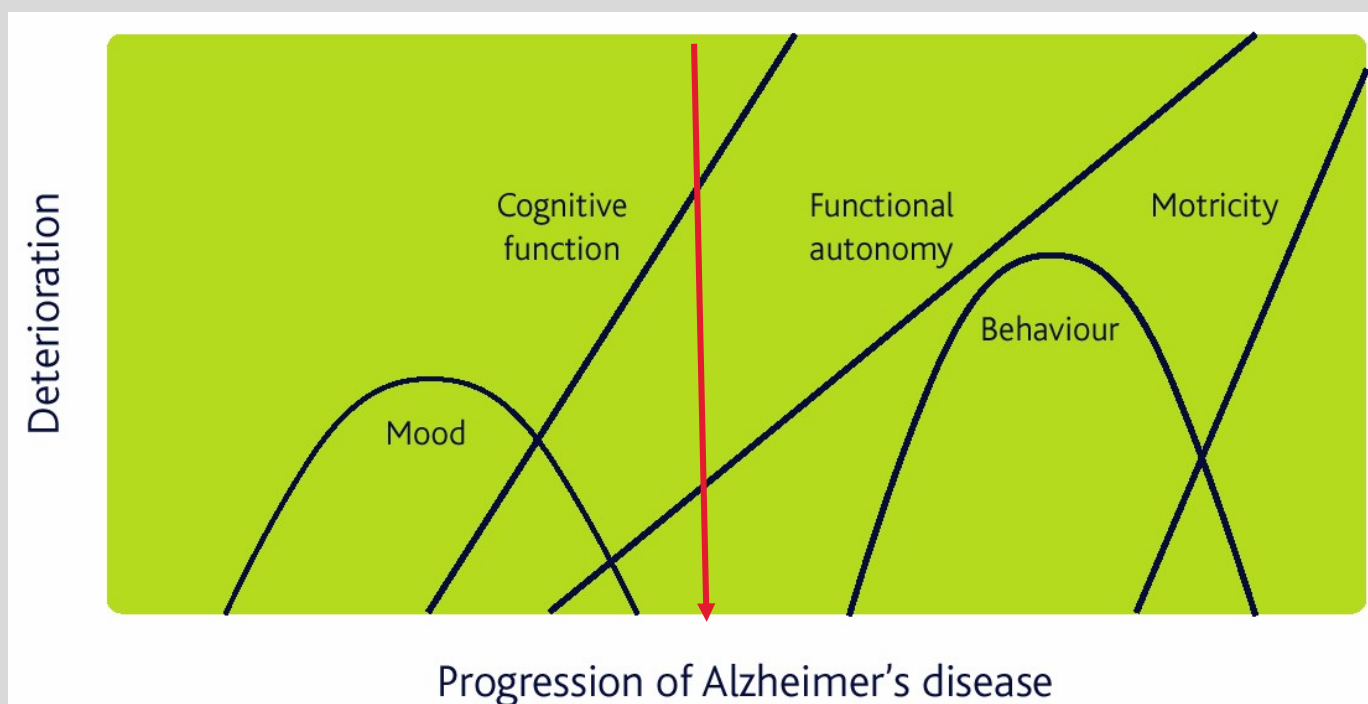 Deterioration
Cognitive
function
Functional
autonomy
Motricity
Behaviour
Mood
Progression of Alzheimer’s disease